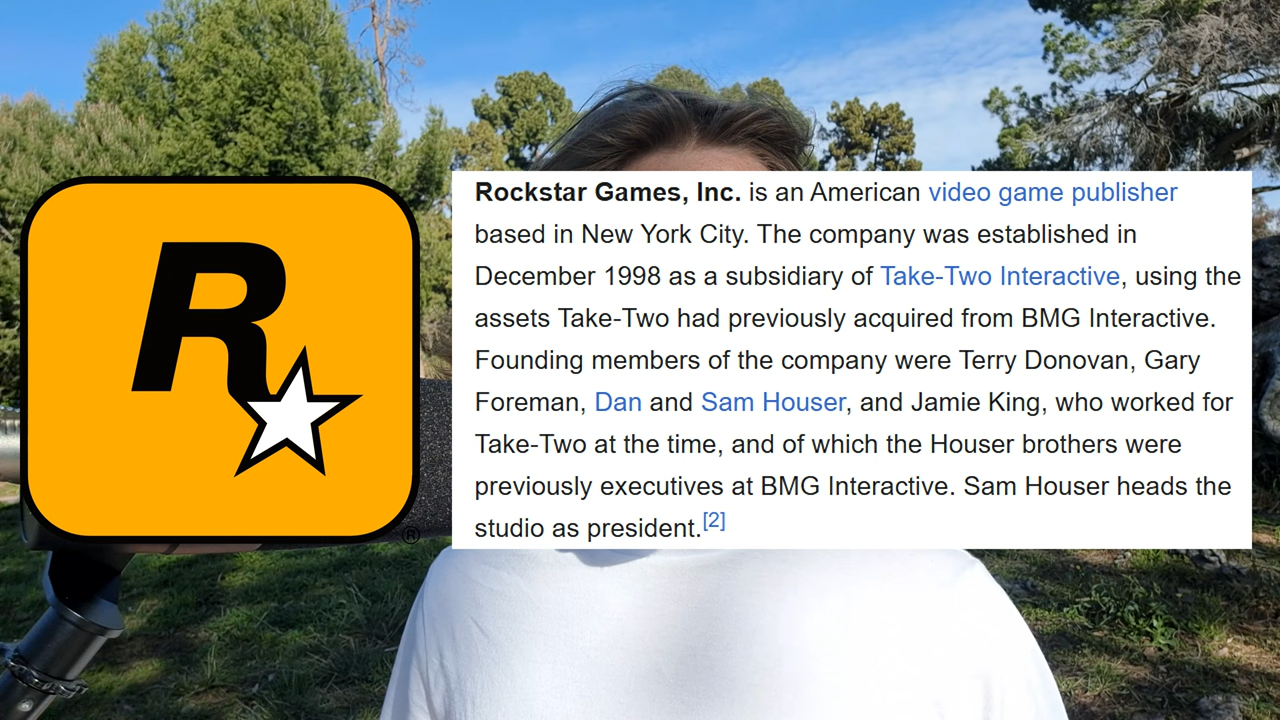 R
®
Rockstar Games, Inc. is an American video game publisher
based in New York City. The company was established in
December 1998 as a subsidiary of Take-Two Interactive, using the
assets Take-Two had previously acquired from BMG Interactive.
Founding members of the company were Terry Donovan, Gary
Foreman, Dan and Sam Houser, and Jamie King, who worked for
Take-Two at the time, and of which the Houser brothers were
previously executives at BMG Interactive. Sam Houser heads the
studio as president.[2]